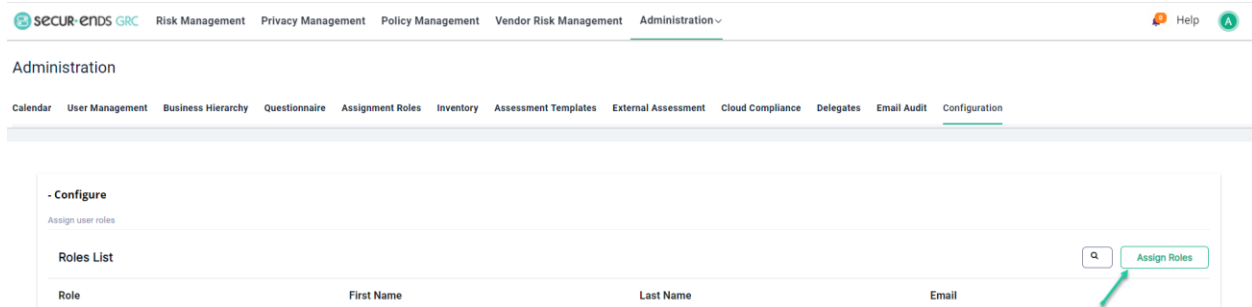 SECUR·ENDS GRC Risk Management Privacy Management Policy Management Vendor Risk Management Administration Help A
Administration
Calendar User Management Business Hierarchy Questionnaire Assignment Roles Inventory Assessment Templates External Assessment Cloud Compliance Delegates Email Audit Configuration
- Configure
Assign user roles
Roles List Assign Roles
Role First Name Last Name Email